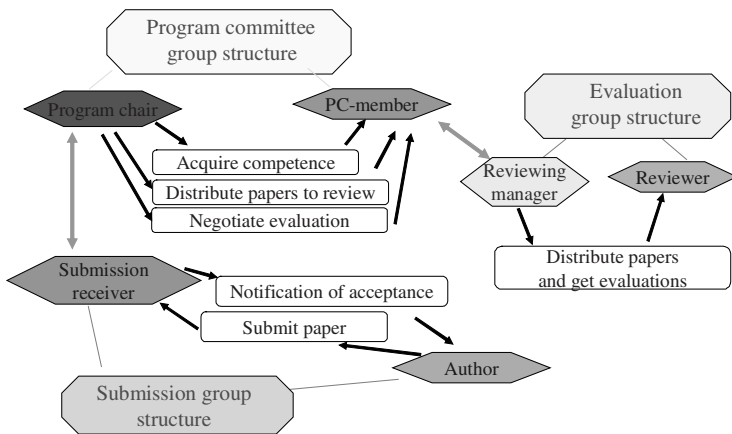 Program committee
group structure
Program chair
PC-member
Evaluation
group structure
Acquire competence
Distribute papers to review
Negotiate evaluation
Reviewing
manager
Reviewer
Distribute papers
and get evaluations
Submission
receiver
Notification of acceptance
Submit paper
Author
Submission group
structure